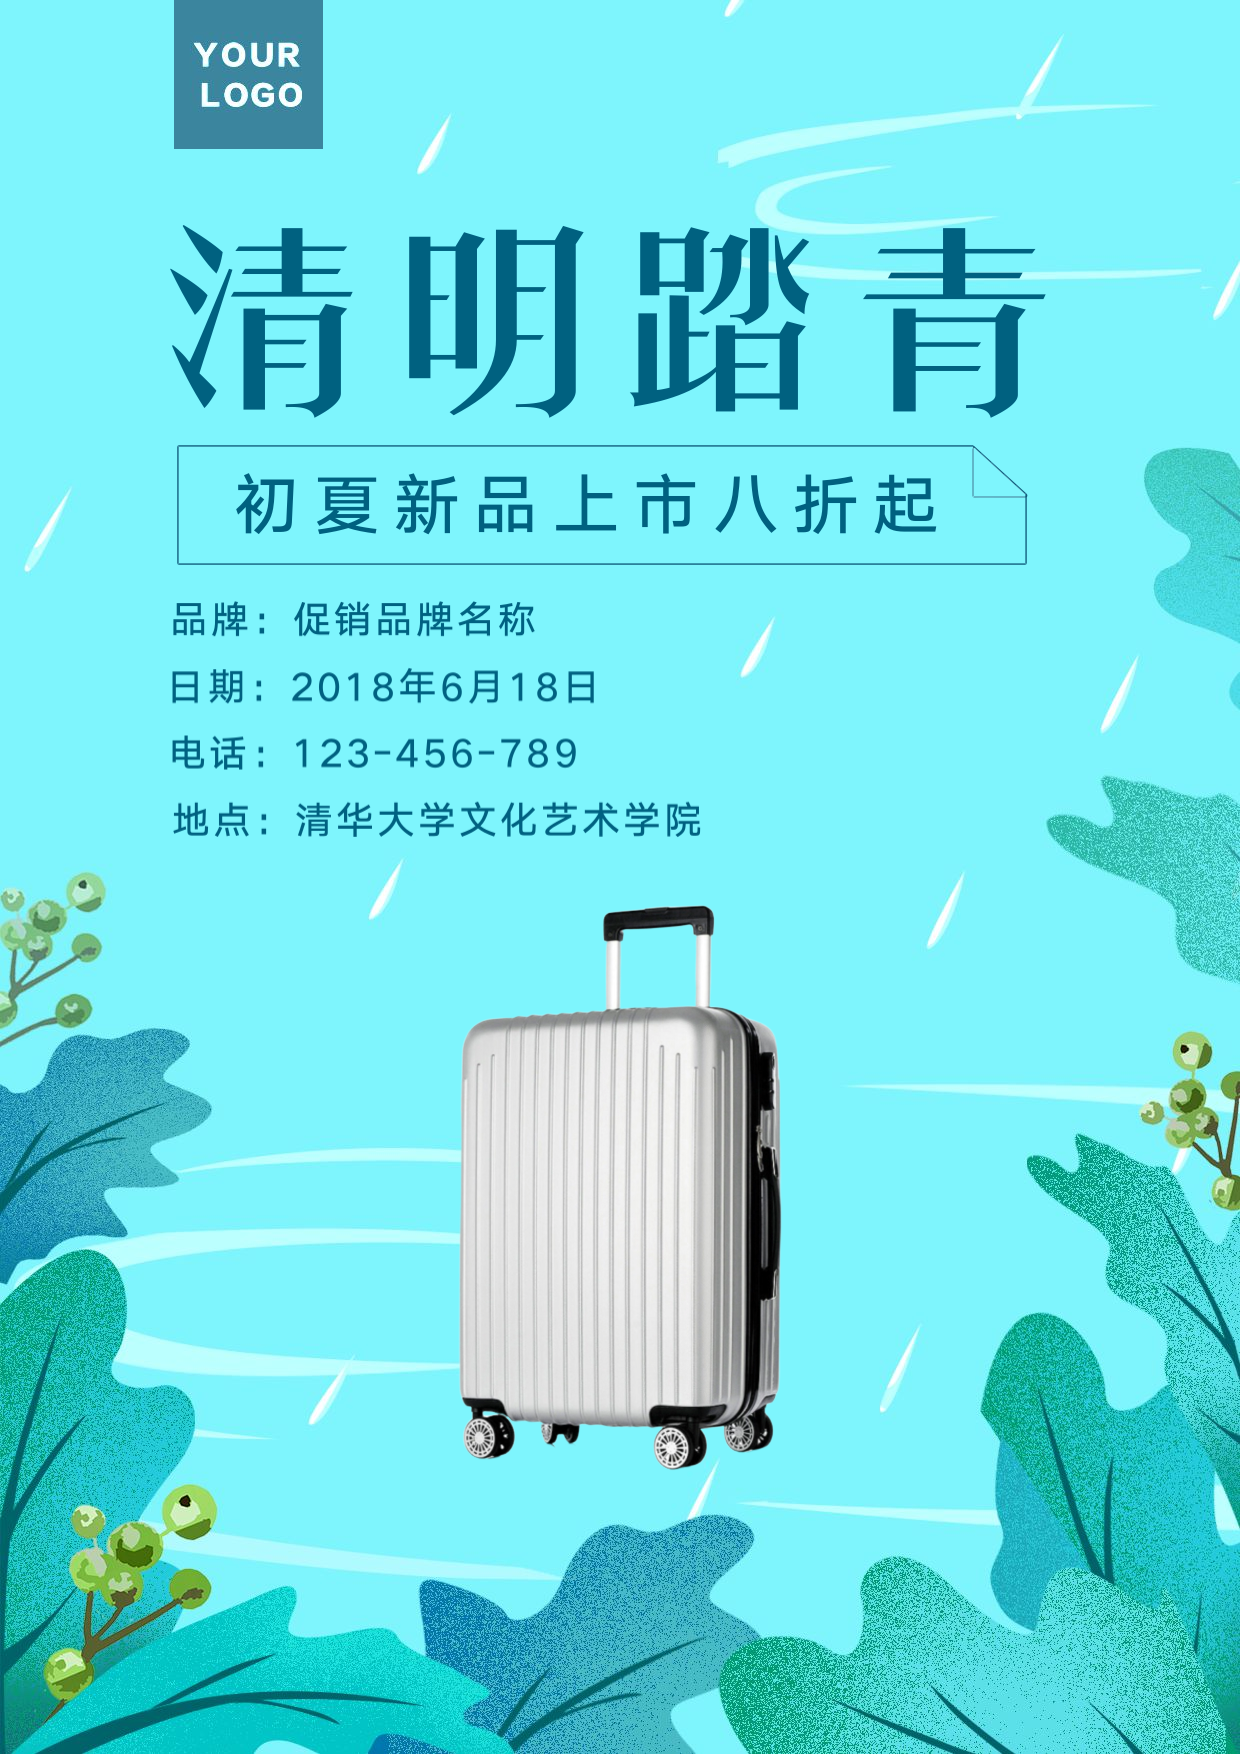 YOUR
LOGO
清明踏青
初夏新品上市八折起
品牌：促销品牌名称
日期：2018年6月18日
电话：123-456-789
地点：清华大学文化艺术学院